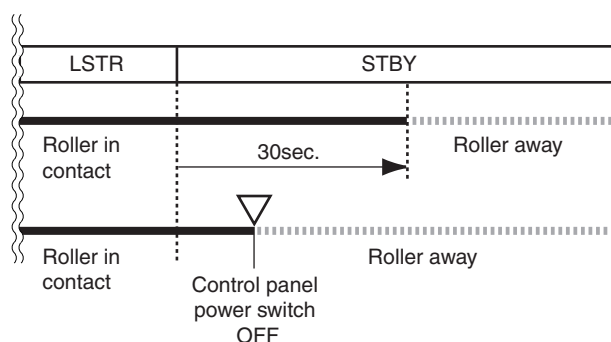 LSTR
STBY
Roller in
contact
30sec.
Roller away
Roller in
contact
Roller away
Control panel
power switch
OFF